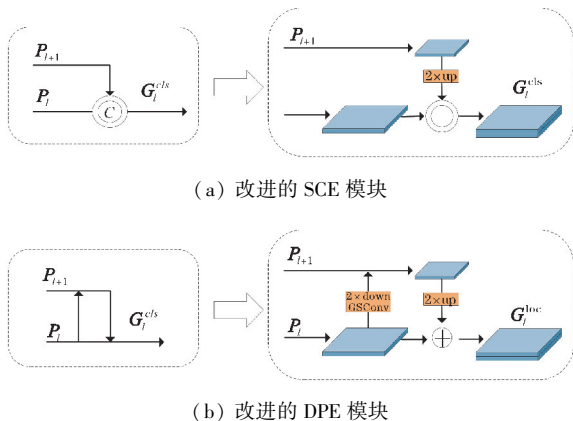 P_{l+1}
P_l
G_l^{cls}
C
P_{l+1}
2×up
G_l^{cls}
(a) 改进的 SCE 模块
P_{l+1}
P_l
G_l^{cls}
P_{l+1}
2×down
GSConv
2×up
P_l
G_l^{loc}
(b) 改进的 DPE 模块